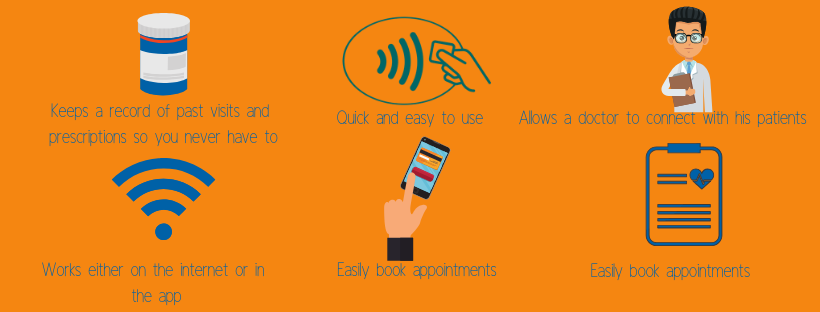 Keeps a record of past visits and
prescriptions so you never have to
Quick and easy to use
Allows a doctor to connect with his patients
Works either on the internet or in
the app
Easily book appointments
Easily book appointments